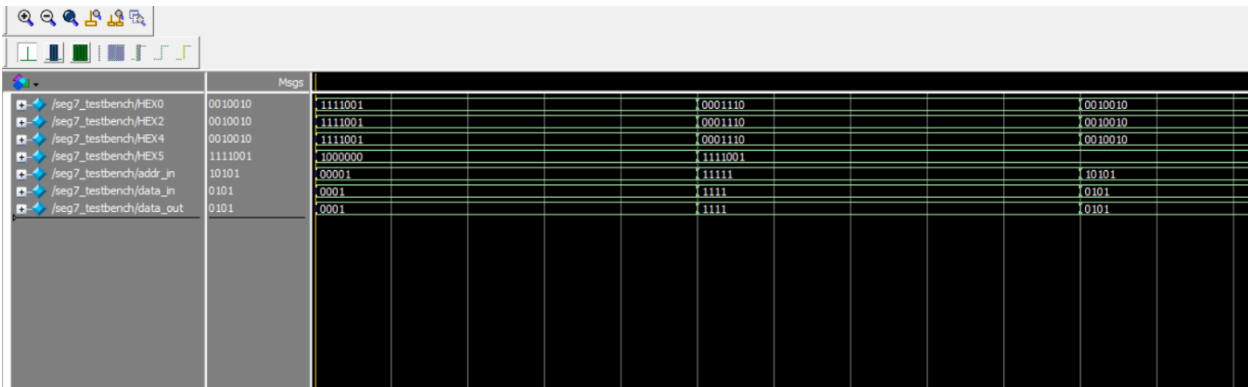 Msgs
/seg7_testbench/HEX0 0010010 1111001 0001110 0010010
/seg7_testbench/HEX2 0010010 1111001 0001110 0010010
/seg7_testbench/HEX4 0010010 1111001 0001110 0010010
/seg7_testbench/HEX5 1111001 1000000 1111001
/seg7_testbench/addr_in 10101 00001 11111 10101
/seg7_testbench/data_in 0101 0001 1111 0101
/seg7_testbench/data_out 0101 0001 1111 0101